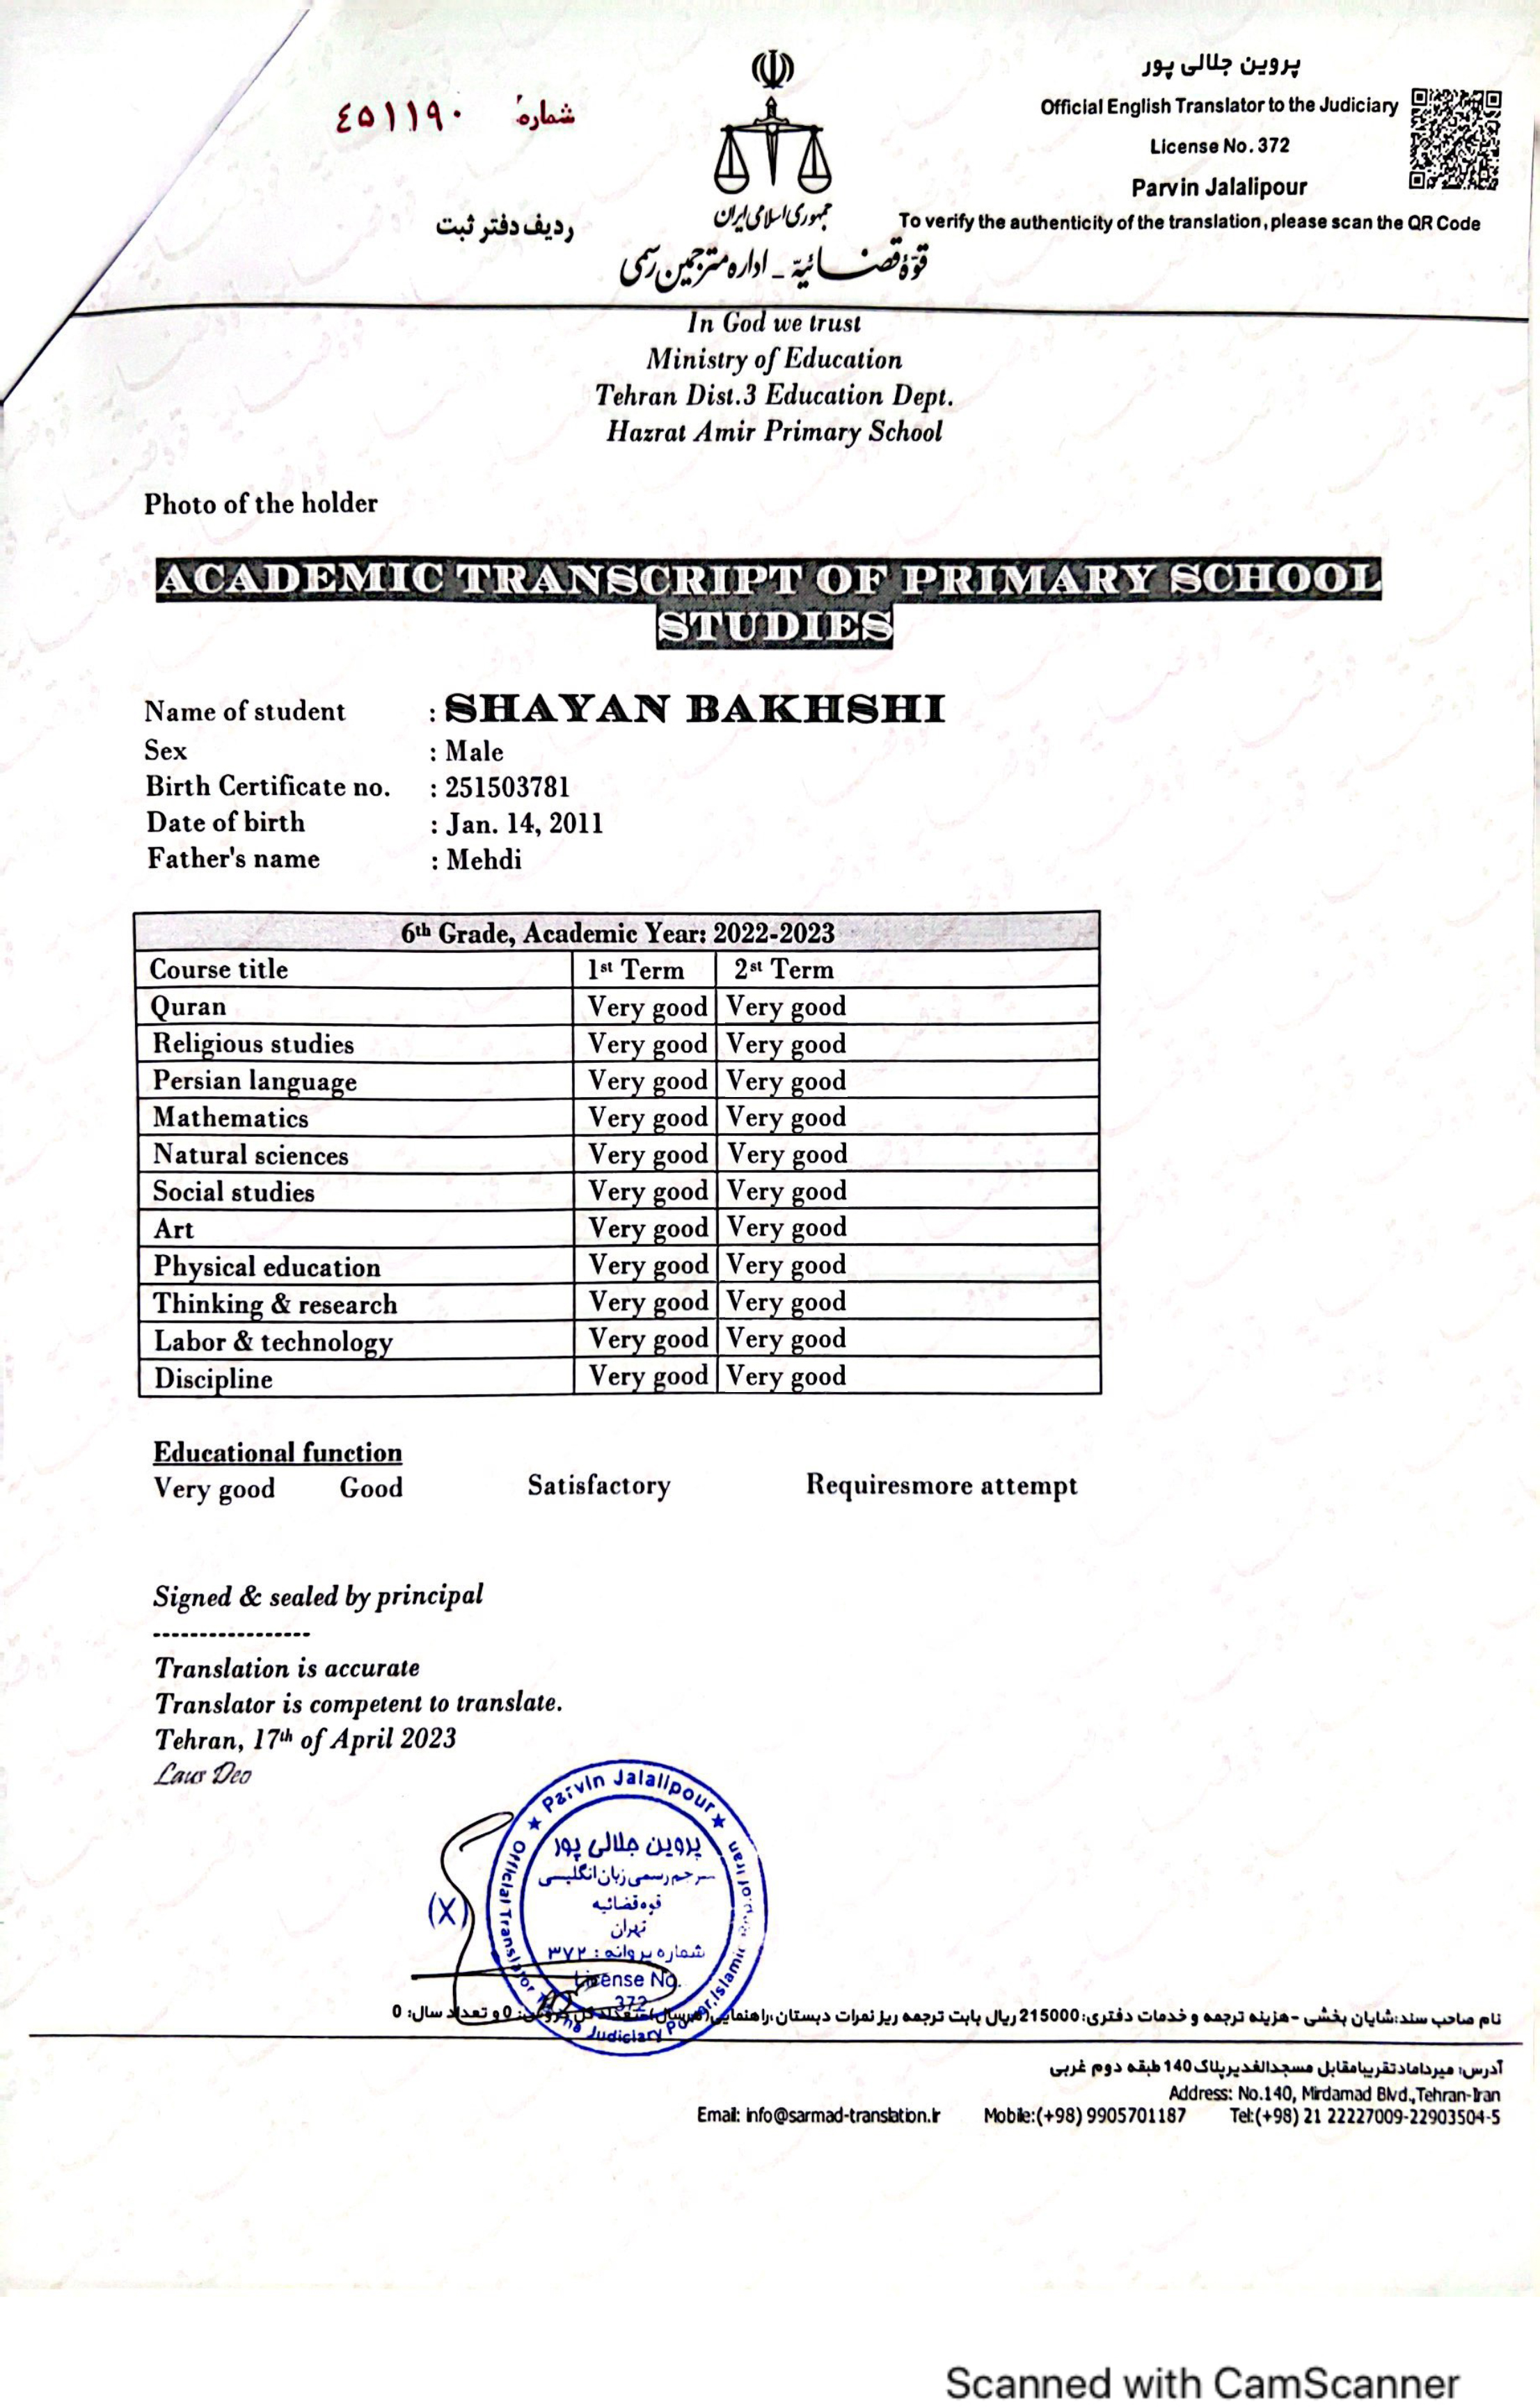 شماره ٤۵۱۱۹۰
ردیف دفتر ثبت
جمهوری اسلامی ایران
قوّهٔ قضائیّه – اداره مترجمین رسمی
پروین جلالی پور
Official English Translator to the Judiciary
License No. 372
Parvin Jalalipour
To verify the authenticity of the translation, please scan the QR Code
In God we trust
Ministry of Education
Tehran Dist.3 Education Dept.
Hazrat Amir Primary School
Photo of the holder
ACADEMIC TRANSCRIPT OF PRIMARY SCHOOL
STUDIES
Name of student : SHAYAN BAKHSHI
Sex : Male
Birth Certificate no. : 251503781
Date of birth : Jan. 14, 2011
Father's name : Mehdi
6th Grade, Academic Year: 2022-2023
Course title 1st Term 2st Term
Quran Very good Very good
Religious studies Very good Very good
Persian language Very good Very good
Mathematics Very good Very good
Natural sciences Very good Very good
Social studies Very good Very good
Art Very good Very good
Physical education Very good Very good
Thinking & research Very good Very good
Labor & technology Very good Very good
Discipline Very good Very good
Educational function
Very good Good Satisfactory Requiresmore attempt
Signed & sealed by principal
-----------------
Translation is accurate
Translator is competent to translate.
Tehran, 17th of April 2023
Laus Deo
(X)
★ Parvin Jalalipour ★
Official Translator To The Judiciary Power, Islamic Rep. of Iran
پروین جلالی پور
مترجم رسمی زبان انگلیسی
قوه قضائیه
تهران
شماره پروانه : ۳۷۲
License No.
372
نام صاحب سند:شایان بخشی -هزینه ترجمه و خدمات دفتری:215000 ریال بابت ترجمه ریز نمرات دبستان،راهنمایی 0 و تعداد سال: 0
آدرس: میرداماد تقریبا مقابل مسجد الغدیر پلاک 140 طبقه دوم غربی
Address: No.140, Mirdamad Blvd.,Tehran-Iran
Email: info@sarmad-translation.ir Mobile:(+98) 9905701187 Tel:(+98) 21 22227009-22903504-5
Scanned with CamScanner